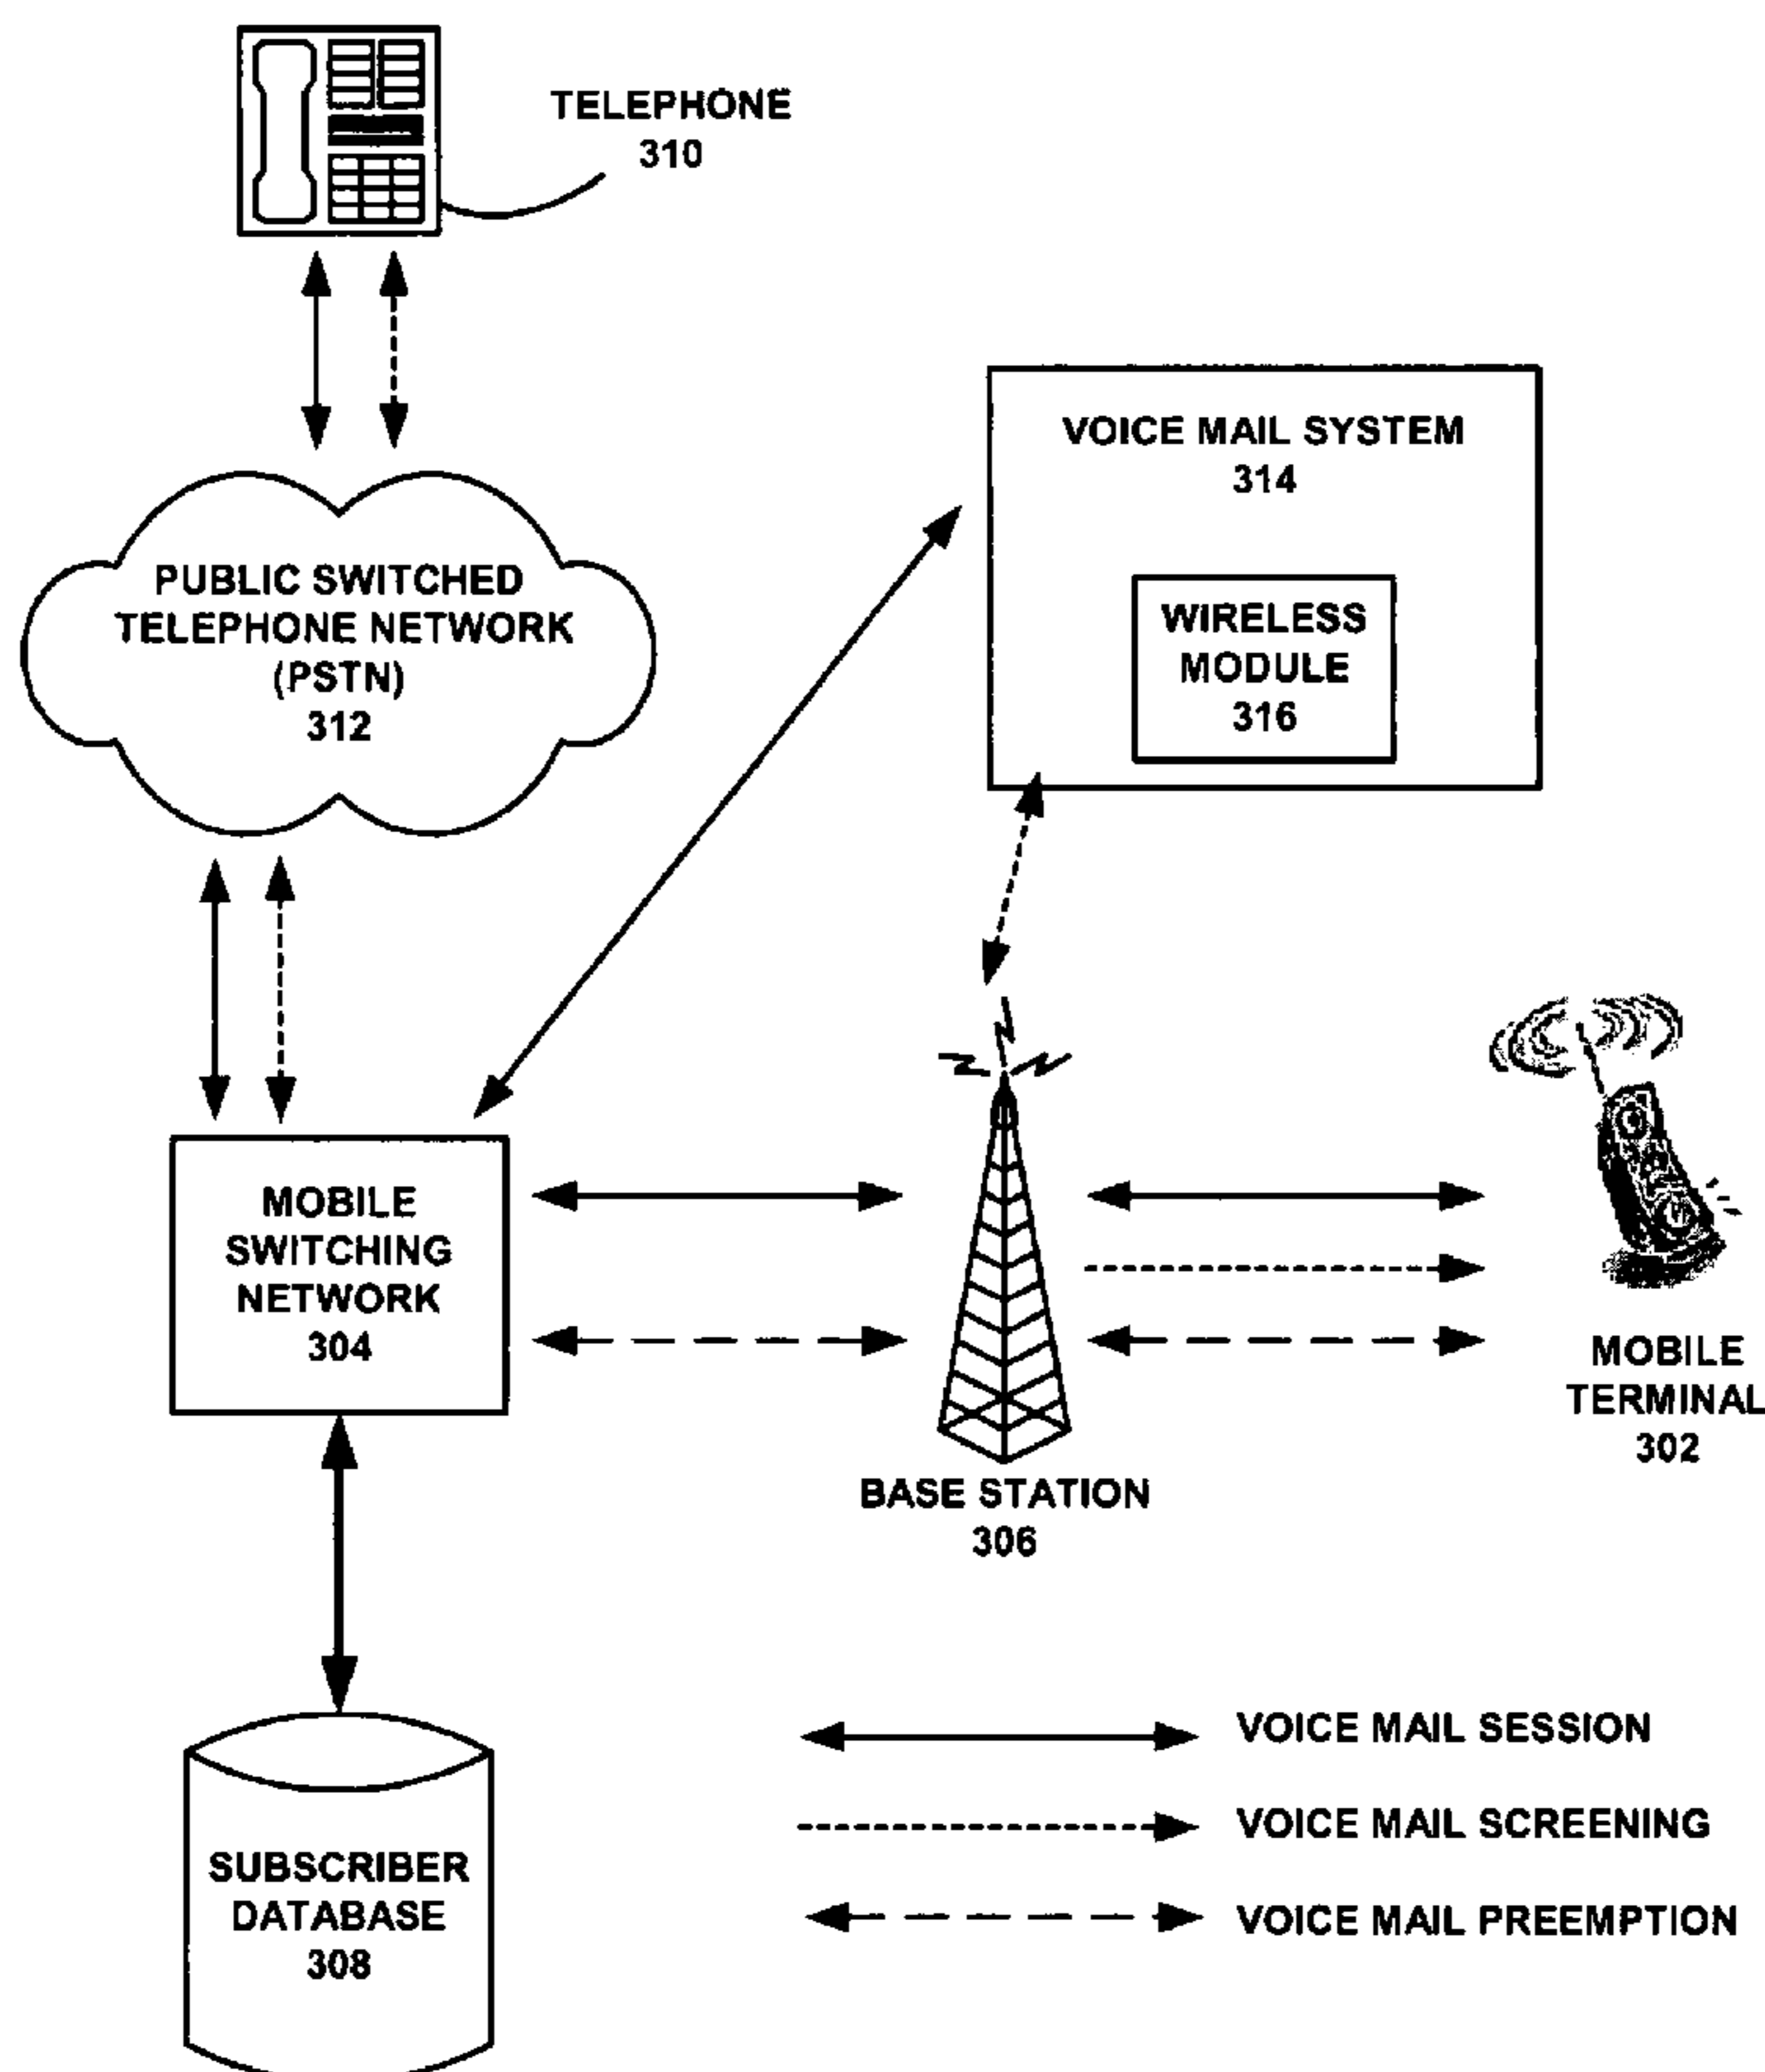 TELEPHONE
310
VOICE MAIL SYSTEM
314
PUBLIC SWITCHED
TELEPHONE NETWORK
(PSTN)
312
WIRELESS
MODULE
316
MOBILE
SWITCHING
NETWORK
304
MOBILE
TERMINAL
302
BASE STATION
306
SUBSCRIBER
DATABASE
308
VOICE MAIL SESSION
VOICE MAIL SCREENING
VOICE MAIL PREEMPTION